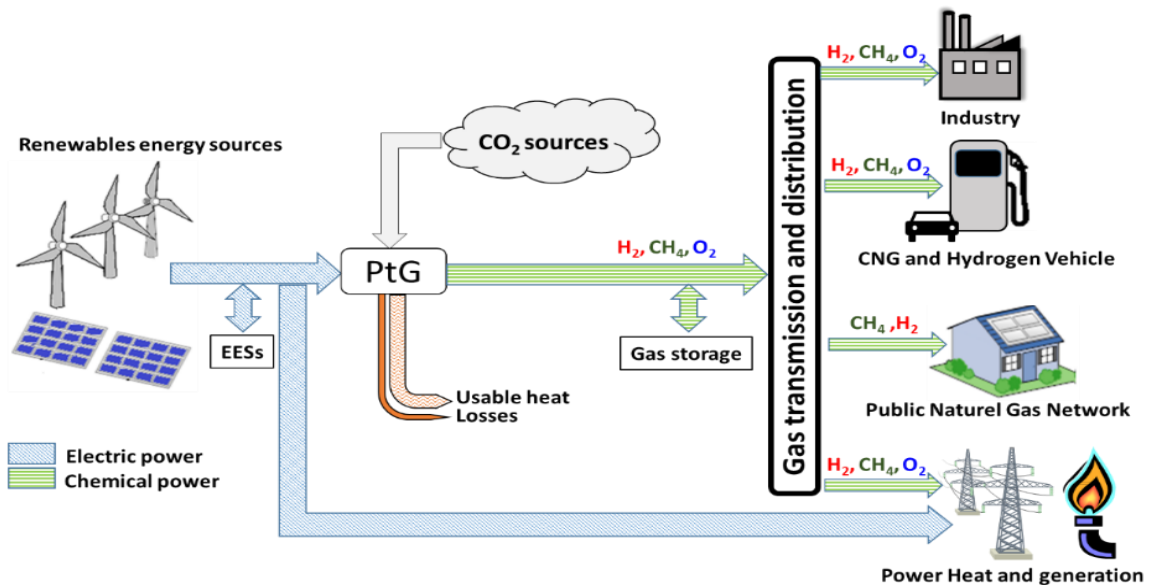 Renewables energy sources
CO₂ sources
PtG
EESs
Usable heat
Losses
H₂, CH₄, O₂
Gas storage
Gas transmission and distribution
H₂, CH₄, O₂
Industry
H₂, CH₄, O₂
CNG and Hydrogen Vehicle
CH₄ ,H₂
Public Naturel Gas Network
H₂, CH₄, O₂
Power Heat and generation
Electric power
Chemical power